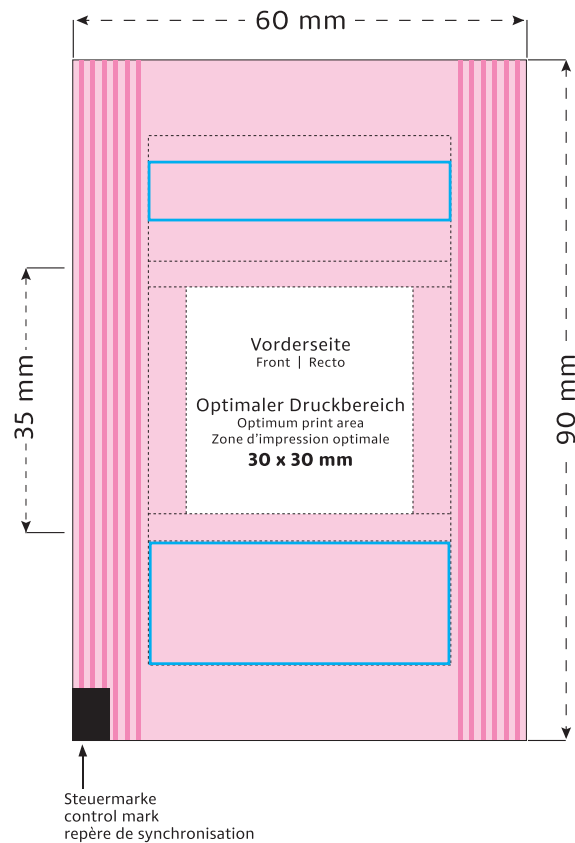 60 mm
35 mm
90 mm
Vorderseite
Front | Recto
Optimaler Druckbereich
Optimum print area
Zone d'impression optimale
30 x 30 mm
Steuermarke
control mark
repère de synchronisation